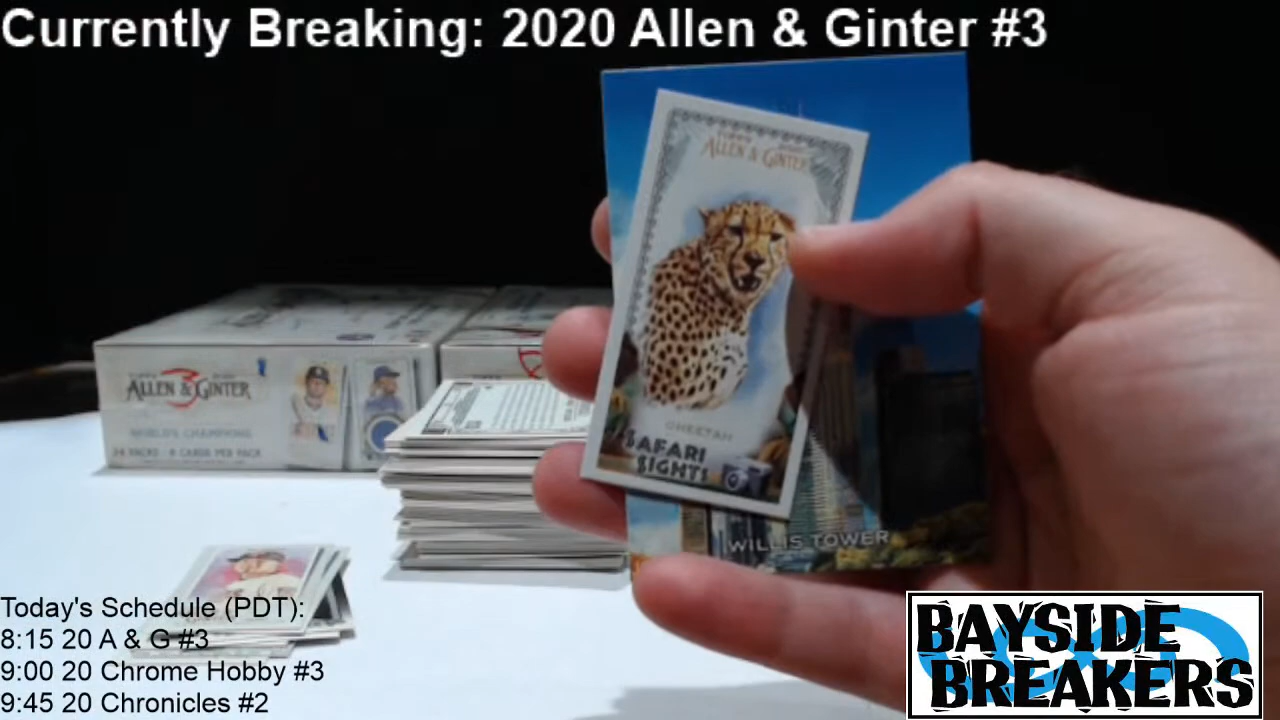 Currently Breaking: 2020 Allen & Ginter #3
TOPPS
ALLEN & GINTER
CHEETAH
SAFARI
SIGHTS
WILLIS TOWER
ALLEN & GINTER
WORLD'S CHAMPIONS
24 PACKS · 8 CARDS PER PACK
Today's Schedule (PDT):
8:15 20 A & G #3
9:00 20 Chrome Hobby #3
9:45 20 Chronicles #2
BAYSIDE
BREAKERS